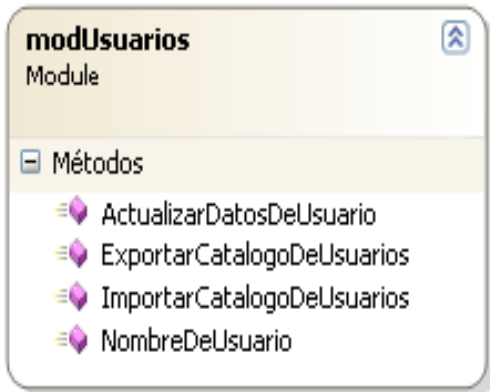 modUsuarios
Module
Métodos
ActualizarDatosDeUsuario
ExportarCatalogoDeUsuarios
ImportarCatalogoDeUsuarios
NombreDeUsuario